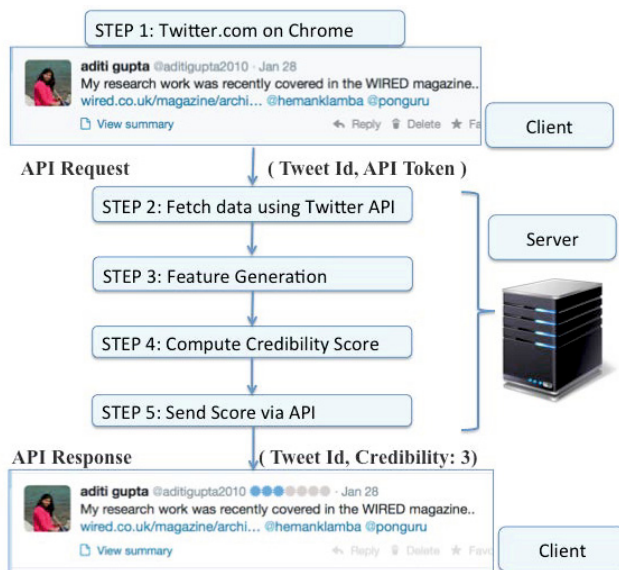 STEP 1: Twitter.com on Chrome
aditi gupta @aditigupta2010 · Jan 28
My research work was recently covered in the WIRED magazine..
wired.co.uk/magazine/archi... @hemanklamba @ponguru
View summary
Reply Delete Fa
Client
API Request ( Tweet Id, API Token )
STEP 2: Fetch data using Twitter API
Server
STEP 3: Feature Generation
STEP 4: Compute Credibility Score
STEP 5: Send Score via API
API Response ( Tweet Id, Credibility: 3)
aditi gupta @aditigupta2010 · Jan 28
My research work was recently covered in the WIRED magazine..
wired.co.uk/magazine/archi... @hemanklamba @ponguru
View summary
Reply Delete Favo
Client